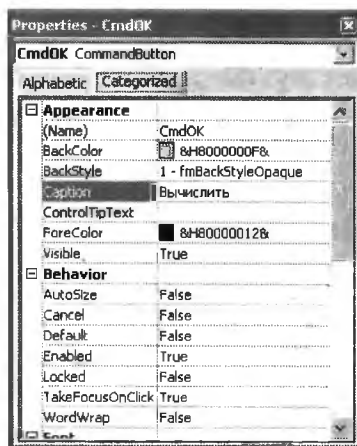 Properties - CmdOK
CmdOK CommandButton
Alphabetic Categorized
Appearance
(Name) CmdOK
BackColor &H8000000F&
BackStyle 1 - fmBackStyleOpaque
Caption Вычислить
ControlTipText
ForeColor &H80000012&
Visible True
Behavior
AutoSize False
Cancel False
Default False
Enabled True
Locked False
TakeFocusOnClick True
WordWrap False
Font